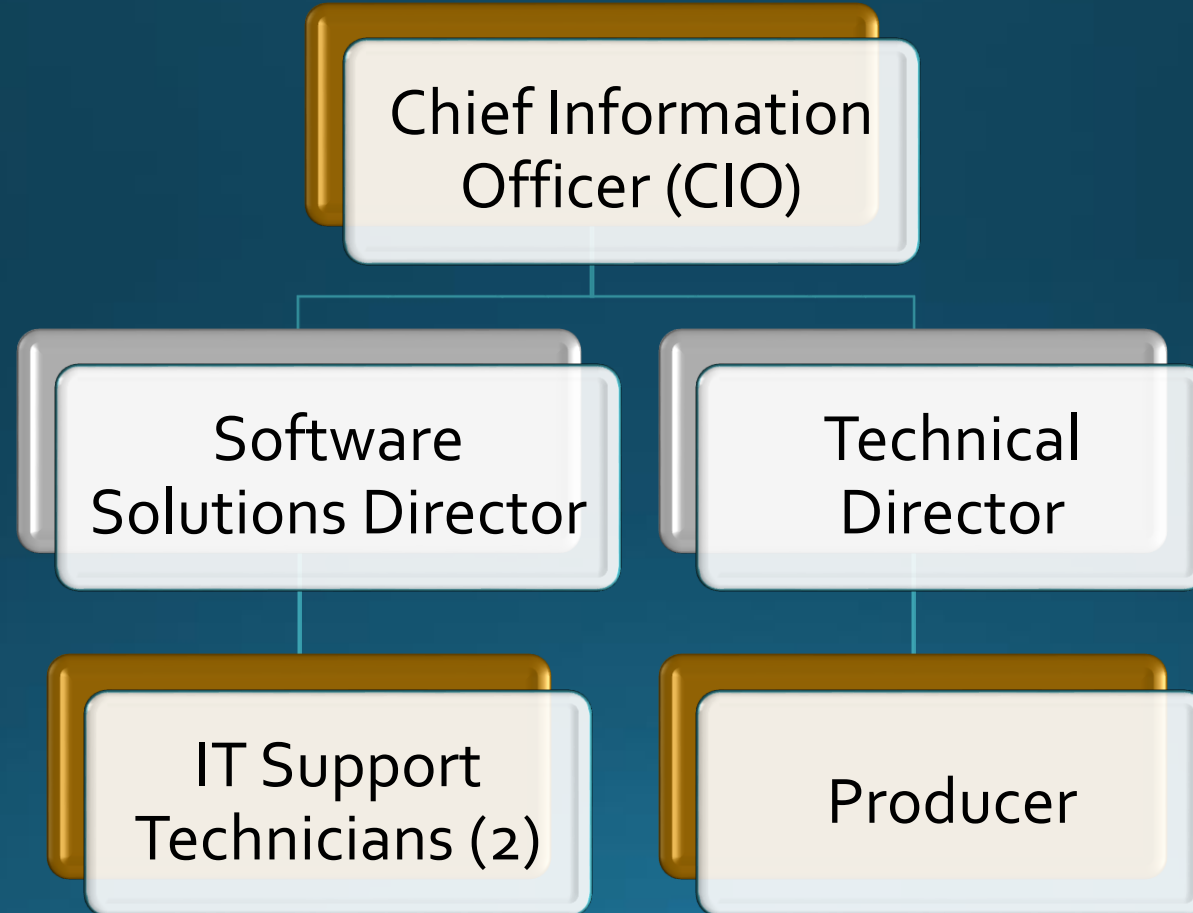 Chief Information
Officer (CIO)
Software
Solutions Director
Technical
Director
IT Support
Technicians (2)
Producer